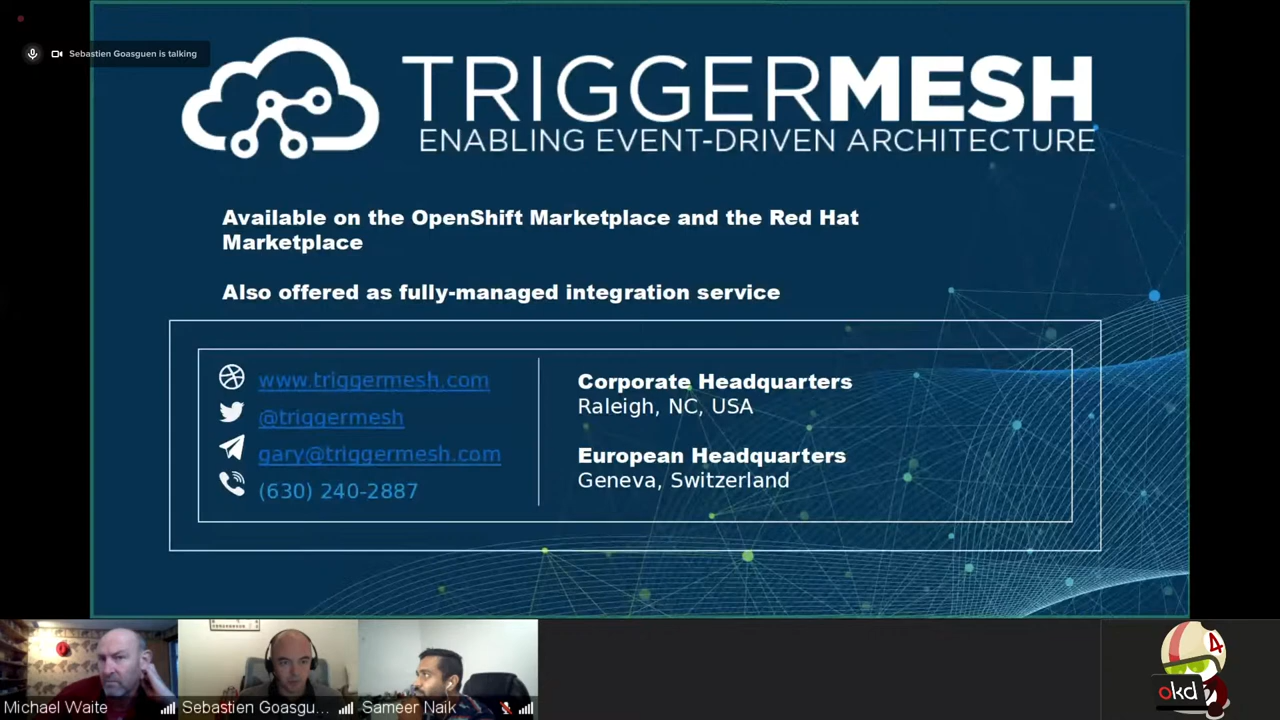 Sebastien Goasguen is talking
TRIGGERMESH
ENABLING EVENT-DRIVEN ARCHITECTURE
Available on the OpenShift Marketplace and the Red Hat
Marketplace
Also offered as fully-managed integration service
www.triggermesh.com
@triggermesh
gary@triggermesh.com
(630) 240-2887
Corporate Headquarters
Raleigh, NC, USA
European Headquarters
Geneva, Switzerland
Michael Waite
Sebastien Goasgu...
Sameer Naik
4
okd